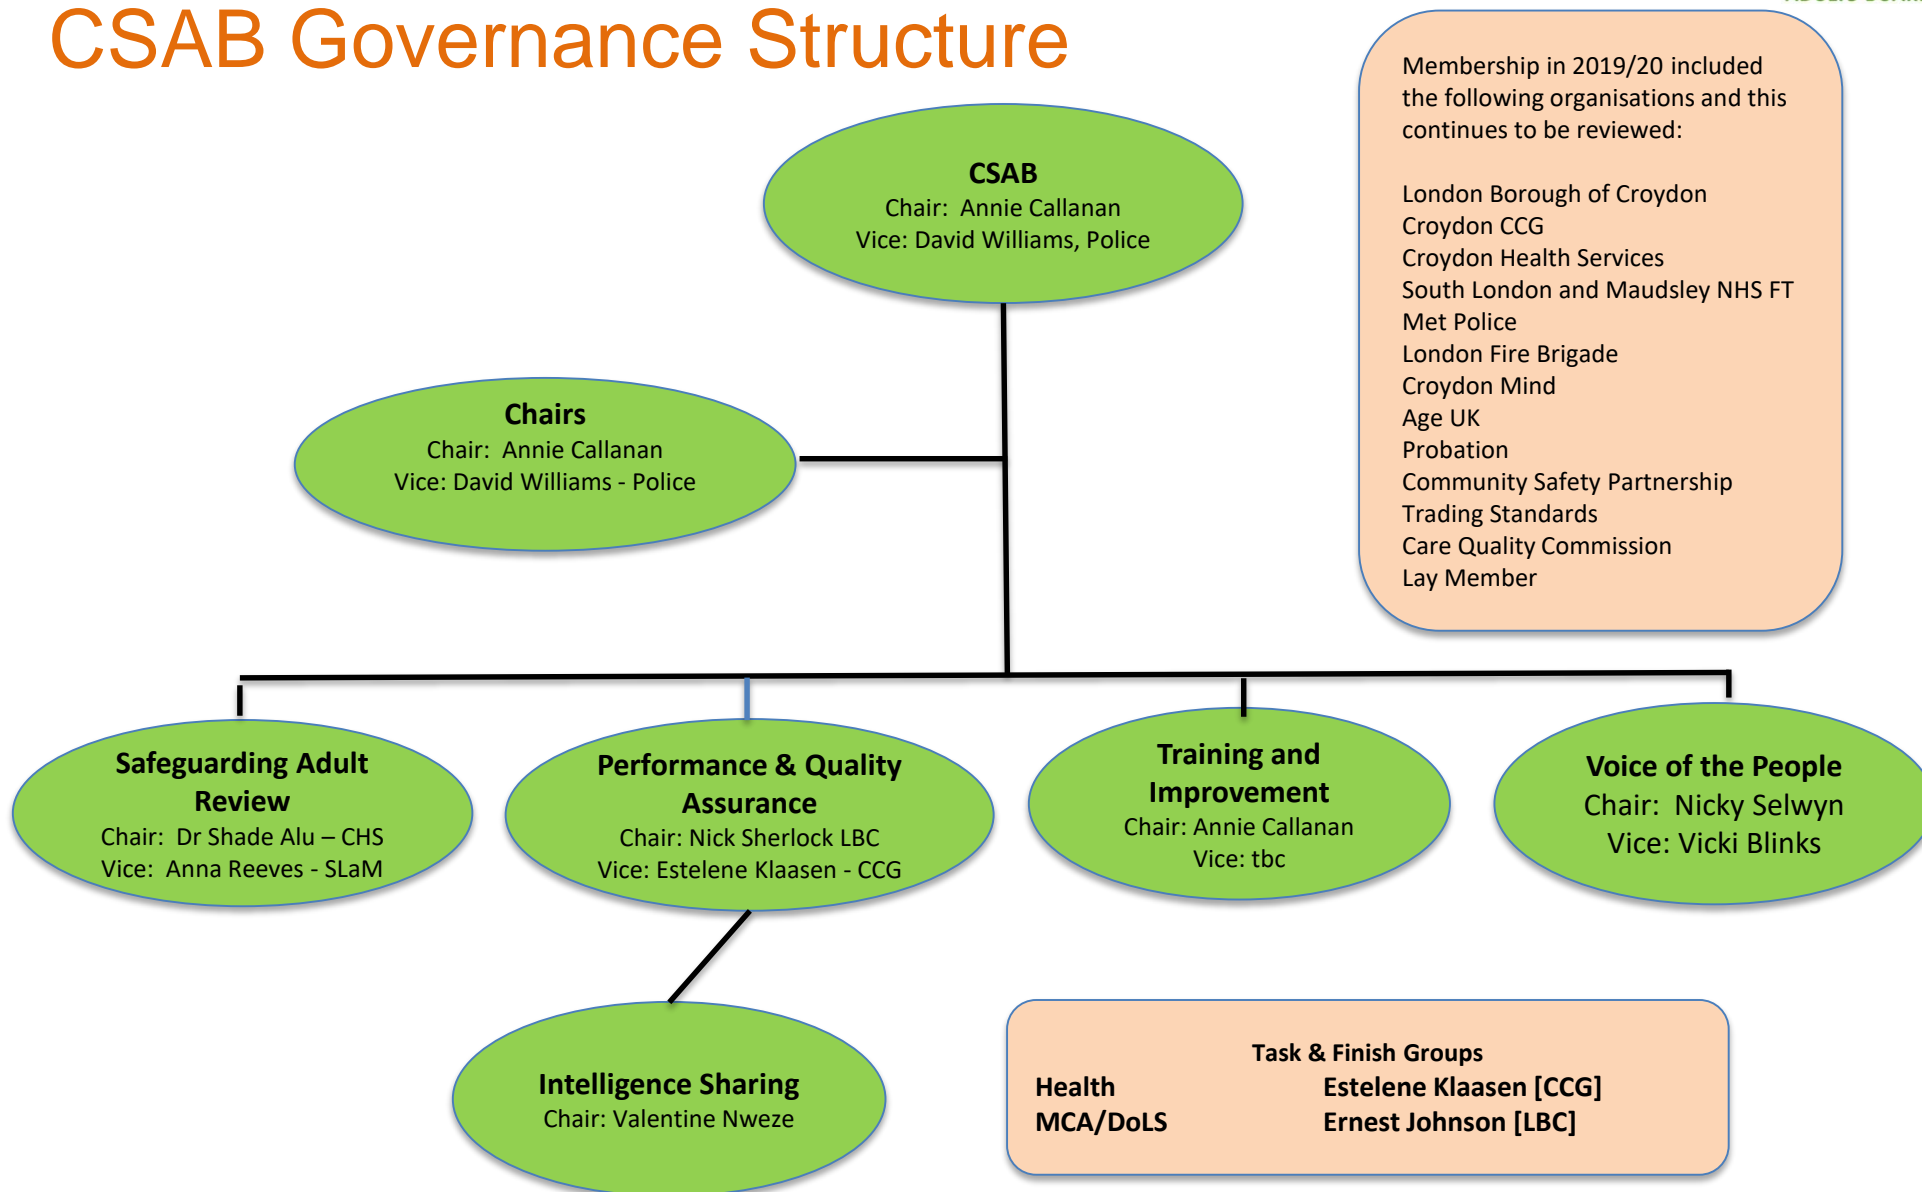 CSAB Governance Structure
CSAB
Chair:  Annie Callanan
Vice: David Williams, Police
Chairs
Chair:  Annie Callanan
Vice: David Williams - Police
Membership in 2019/20 included
the following organisations and this
continues to be reviewed:
London Borough of Croydon
Croydon CCG
Croydon Health Services
South London and Maudsley NHS FT
Met Police
London Fire Brigade
Croydon Mind
Age UK
Probation
Community Safety Partnership
Trading Standards
Care Quality Commission
Lay Member
Safeguarding Adult
Review
Chair:  Dr Shade Alu – CHS
Vice:  Anna Reeves - SLaM
Performance & Quality
Assurance
Chair: Nick Sherlock LBC
Vice: Estelene Klaasen - CCG
Training and
Improvement
Chair: Annie Callanan
Vice: tbc
Voice of the People
Chair:  Nicky Selwyn
Vice: Vicki Blinks
Intelligence Sharing
Chair: Valentine Nweze
Task & Finish Groups
Health Estelene Klaasen [CCG]
MCA/DoLS Ernest Johnson [LBC]